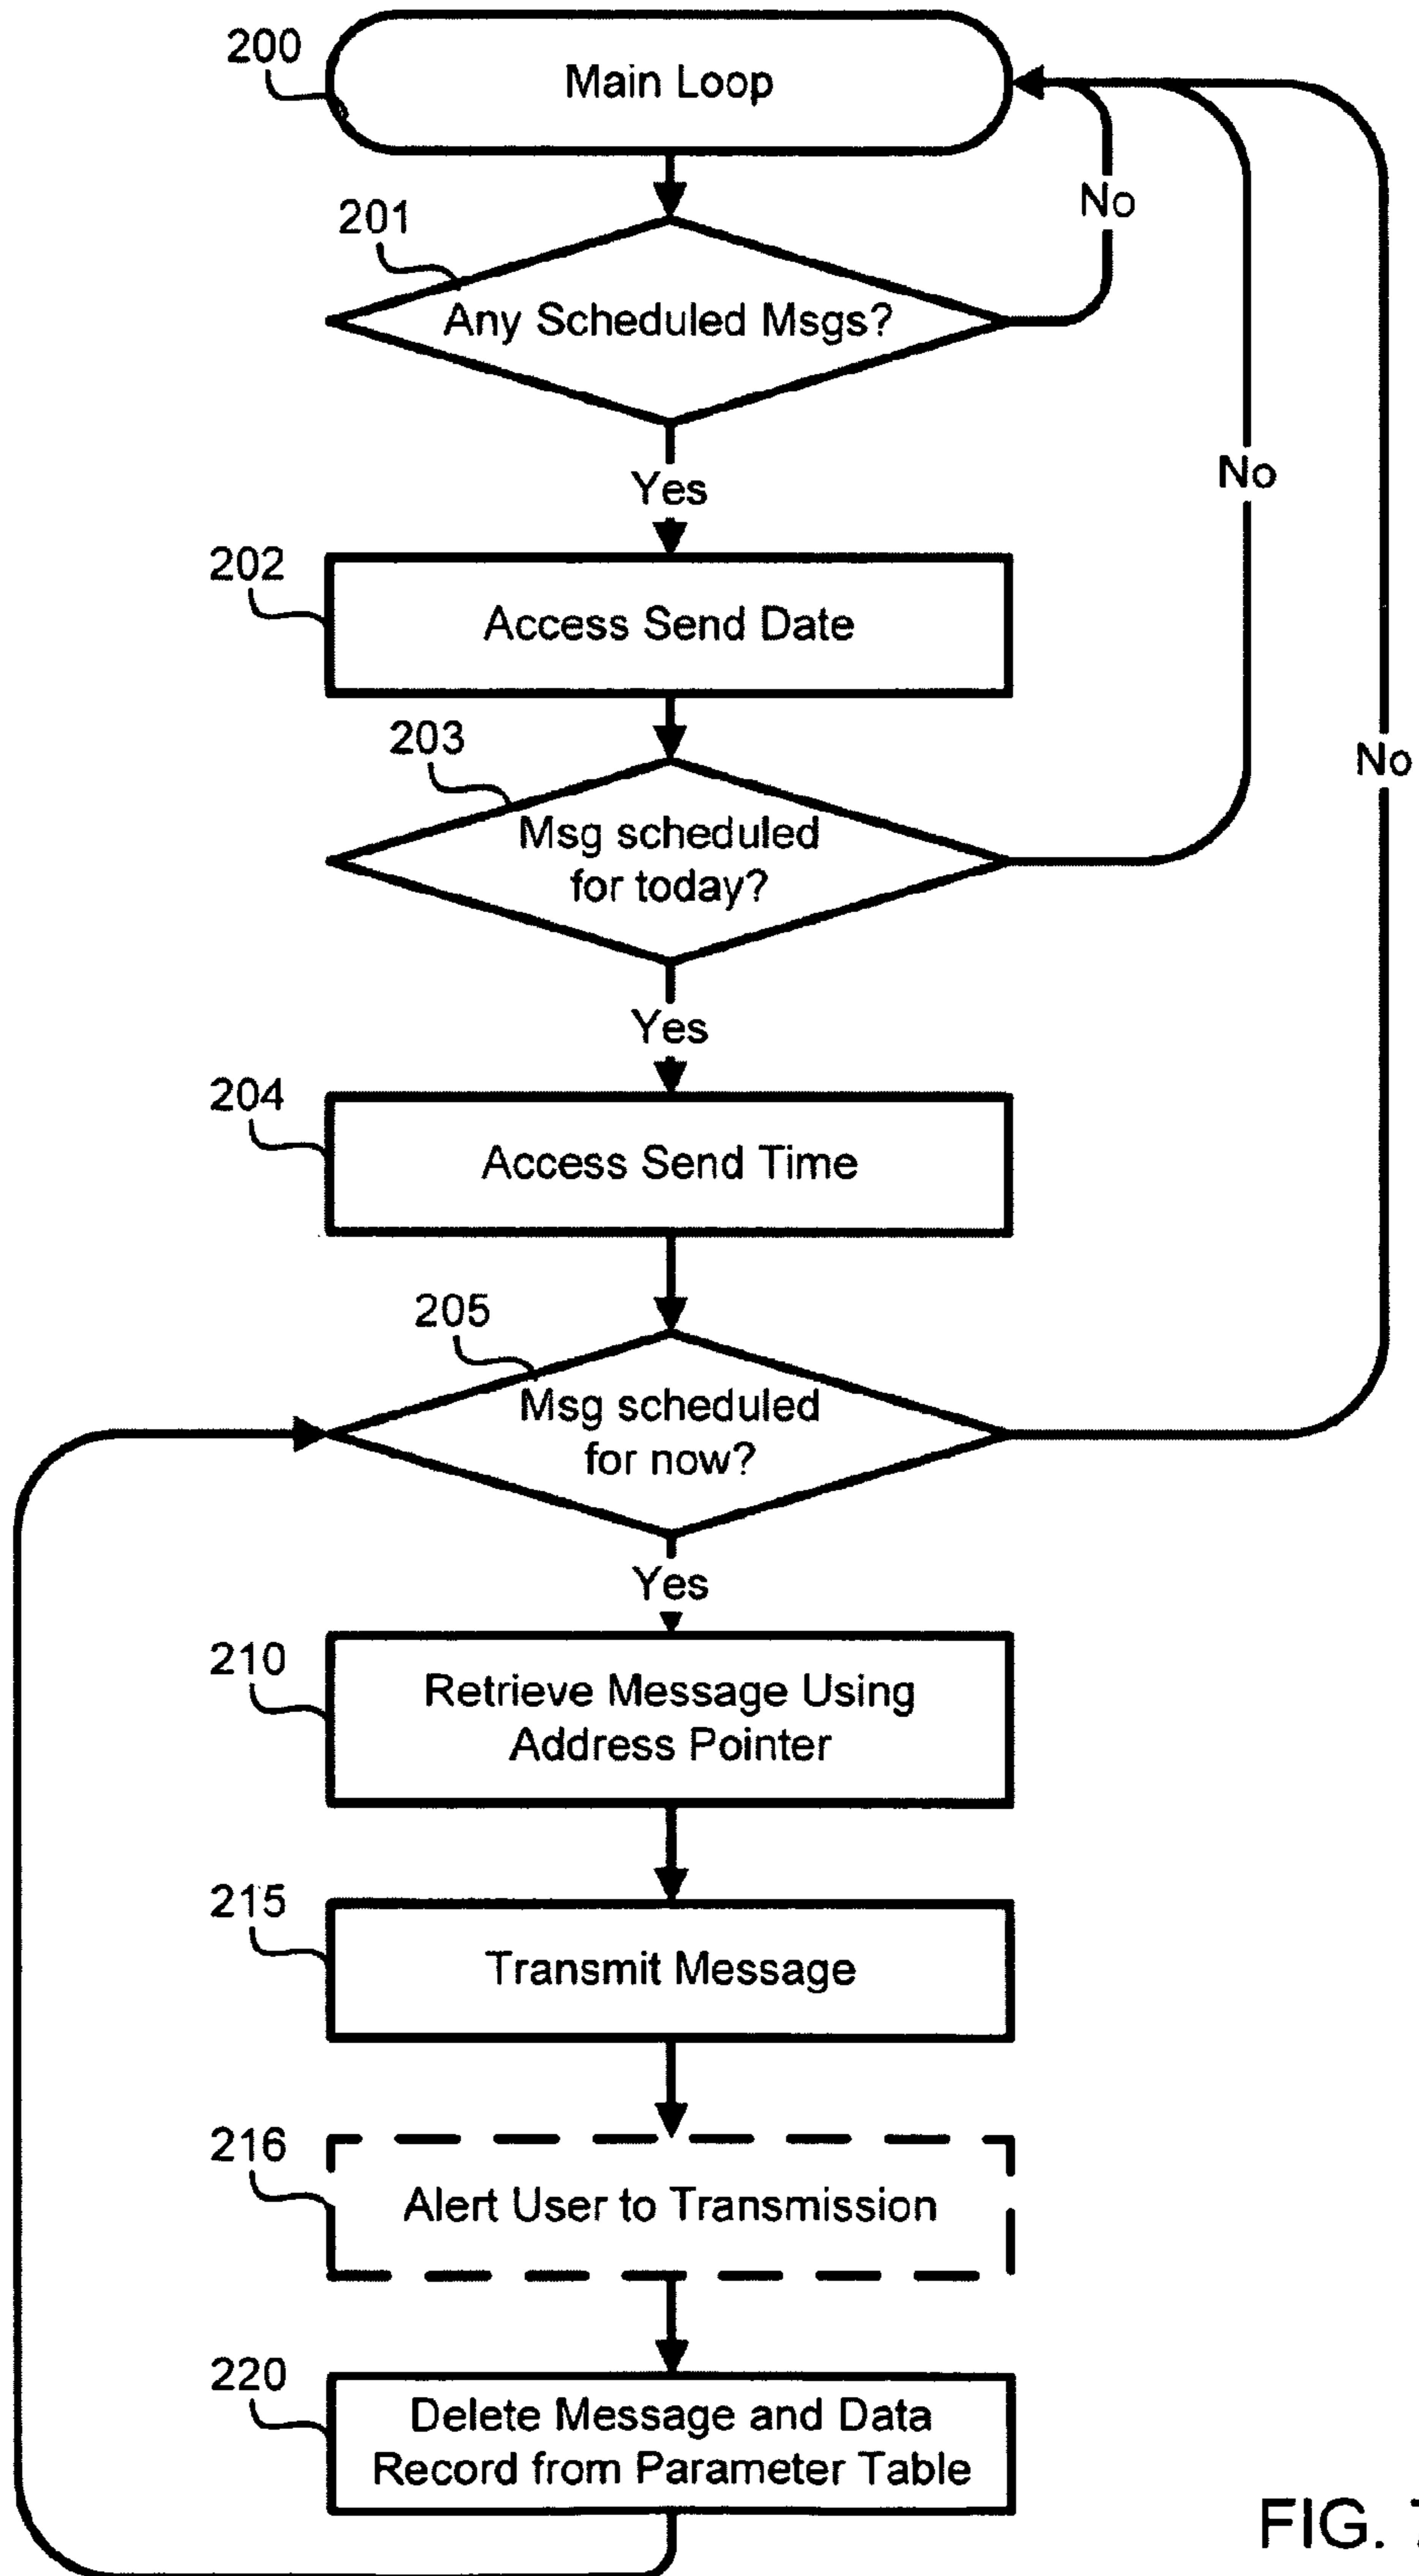 200
Main Loop
No
201
Any Scheduled Msgs?
No
Yes
202
Access Send Date
203
No
Msg scheduled
for today?
Yes
204
Access Send Time
205
Msg scheduled
for now?
Yes
210
Retrieve Message Using
Address Pointer
215
Transmit Message
216
Alert User to Transmission
220
Delete Message and Data
Record from Parameter Table
FIG. 7